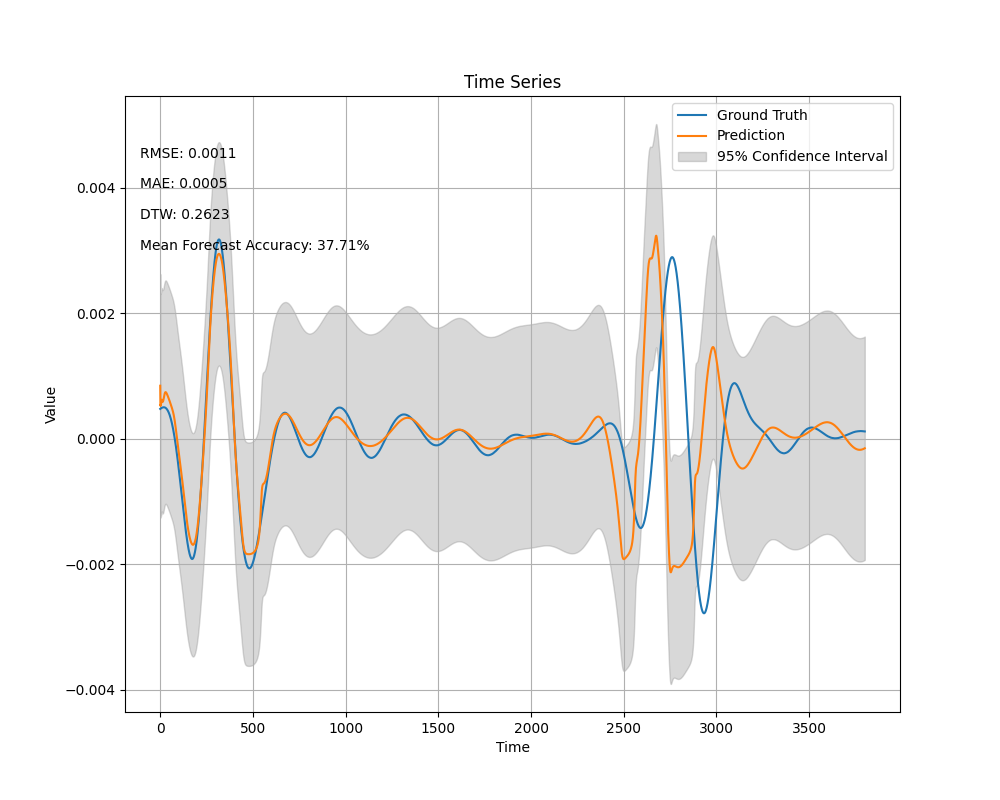 Time Series
Ground Truth
Prediction
95% Confidence Interval
RMSE: 0.0011
MAE: 0.0005
DTW: 0.2623
Mean Forecast Accuracy: 37.71%
Value
0.004
0.002
0.000
−0.002
−0.004
0 500 1000 1500 2000 2500 3000 3500
Time